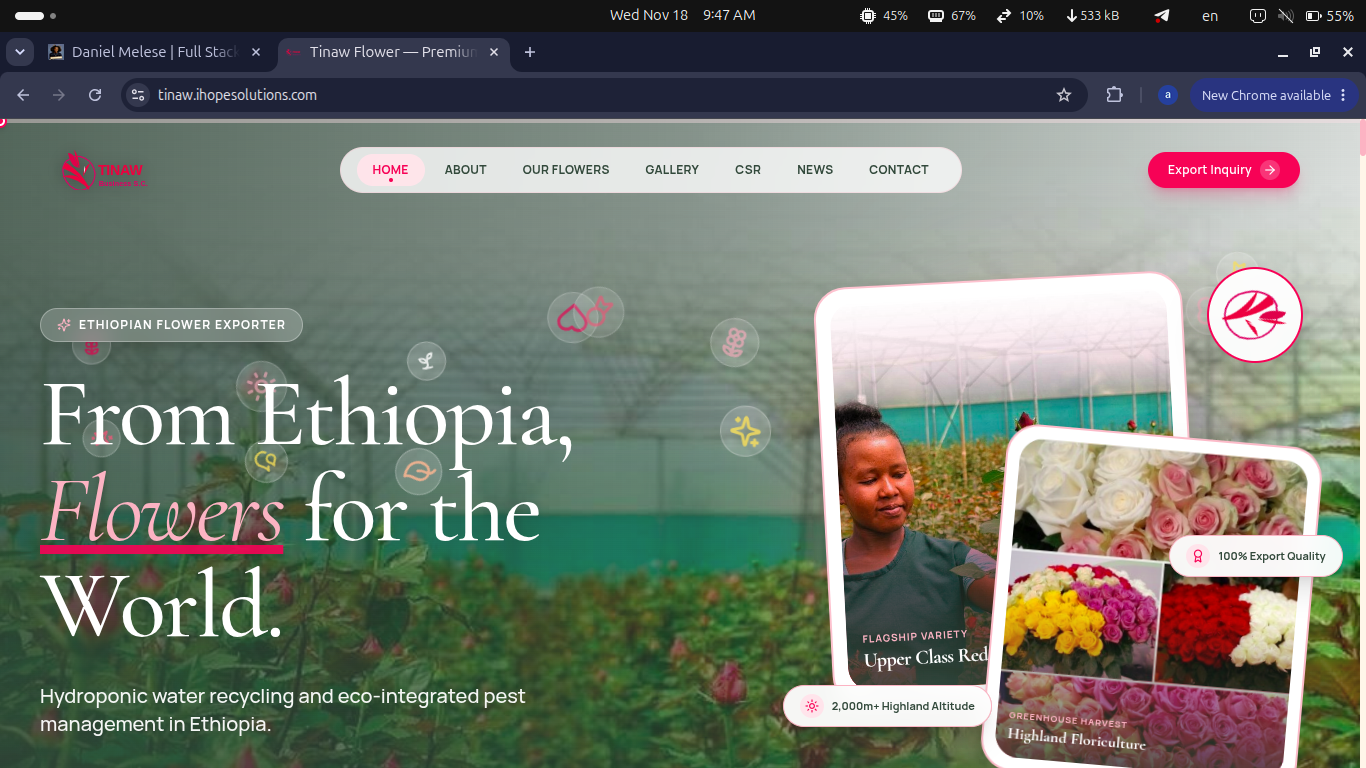 Wed Nov 18 9:47 AM 45% 67% 10% 533 kB en 55%
Daniel Melese | Full Stack
Tinaw Flower — Premium
tinaw.ihopesolutions.com
a
New Chrome available
TINAW
Business S.C.
HOME ABOUT OUR FLOWERS GALLERY CSR NEWS CONTACT
Export Inquiry
ETHIOPIAN FLOWER EXPORTER
From Ethiopia,
Flowers for the
World.
Hydroponic water recycling and eco-integrated pest
management in Ethiopia.
FLAGSHIP VARIETY
Upper Class Red
2,000m+ Highland Altitude
100% Export Quality
GREENHOUSE HARVEST
Highland Floriculture